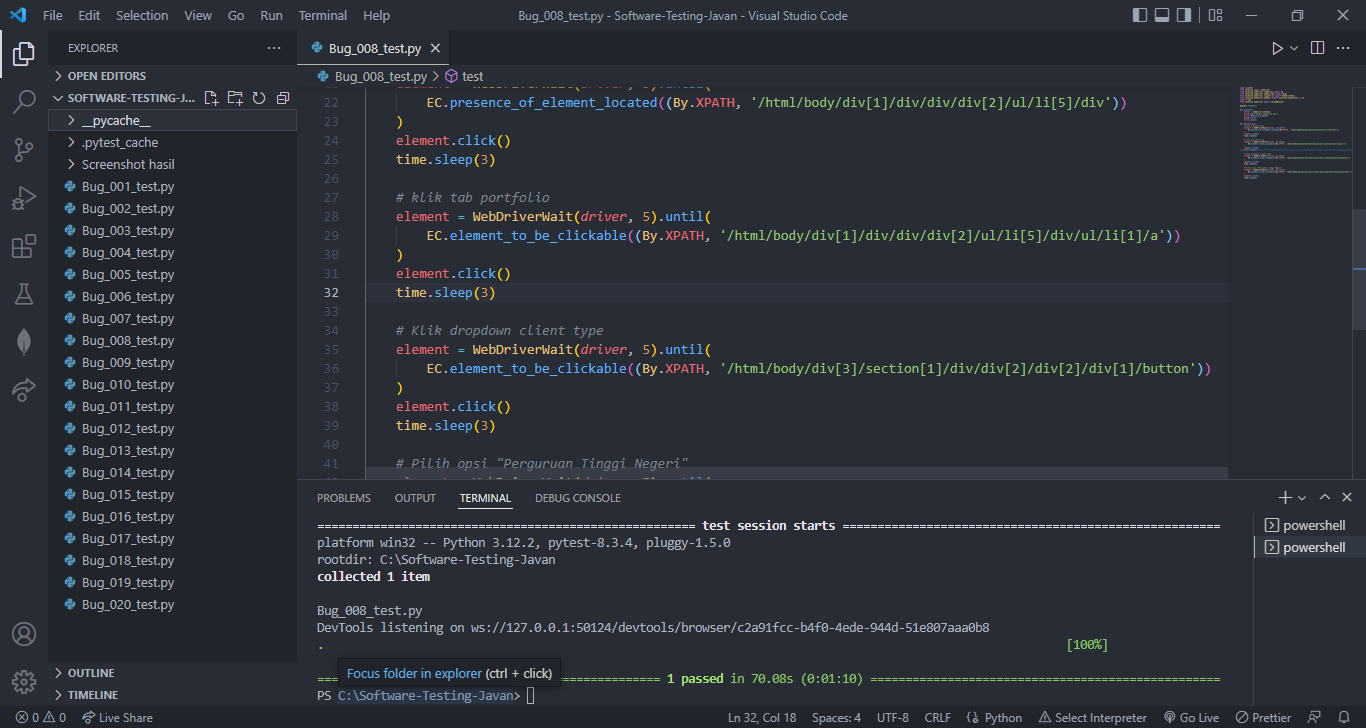 File Edit Selection View Go Run Terminal Help
Bug_008_test.py - Software-Testing-Javan - Visual Studio Code
EXPLORER
OPEN EDITORS
SOFTWARE-TESTING-J...
__pycache__
.pytest_cache
Screenshot hasil
Bug_001_test.py
Bug_002_test.py
Bug_003_test.py
Bug_004_test.py
Bug_005_test.py
Bug_006_test.py
Bug_007_test.py
Bug_008_test.py
Bug_009_test.py
Bug_010_test.py
Bug_011_test.py
Bug_012_test.py
Bug_013_test.py
Bug_014_test.py
Bug_015_test.py
Bug_016_test.py
Bug_017_test.py
Bug_018_test.py
Bug_019_test.py
Bug_020_test.py
OUTLINE
TIMELINE
Bug_008_test.py
Bug_008_test.py > test
22 EC.presence_of_element_located((By.XPATH, '/html/body/div[1]/div/div/div[2]/ul/li[5]/div'))
23 )
24 element.click()
25 time.sleep(3)
26
27 # klik tab portfolio
28 element = WebDriverWait(driver, 5).until(
29 EC.element_to_be_clickable((By.XPATH, '/html/body/div[1]/div/div/div[2]/ul/li[5]/div/ul/li[1]/a'))
30 )
31 element.click()
32 time.sleep(3)
33
34 # Klik dropdown client type
35 element = WebDriverWait(driver, 5).until(
36 EC.element_to_be_clickable((By.XPATH, '/html/body/div[3]/section[1]/div/div[2]/div[2]/div[1]/button'))
37 )
38 element.click()
39 time.sleep(3)
40
41 # Pilih opsi "Perguruan Tinggi Negeri"
PROBLEMS OUTPUT TERMINAL DEBUG CONSOLE
====================================================== test session starts ======================================================
platform win32 -- Python 3.12.2, pytest-8.3.4, pluggy-1.5.0
rootdir: C:\Software-Testing-Javan
collected 1 item
Bug_008_test.py
DevTools listening on ws://127.0.0.1:50124/devtools/browser/c2a91fcc-b4f0-4ede-944d-51e807aaa0b8
. [100%]
Focus folder in explorer (ctrl + click)
=== ============== 1 passed in 70.08s (0:01:10) ==================================================
PS C:\Software-Testing-Javan>
powershell
powershell
0 0 Live Share
Ln 32, Col 18 Spaces: 4 UTF-8 CRLF Python Select Interpreter Go Live Prettier